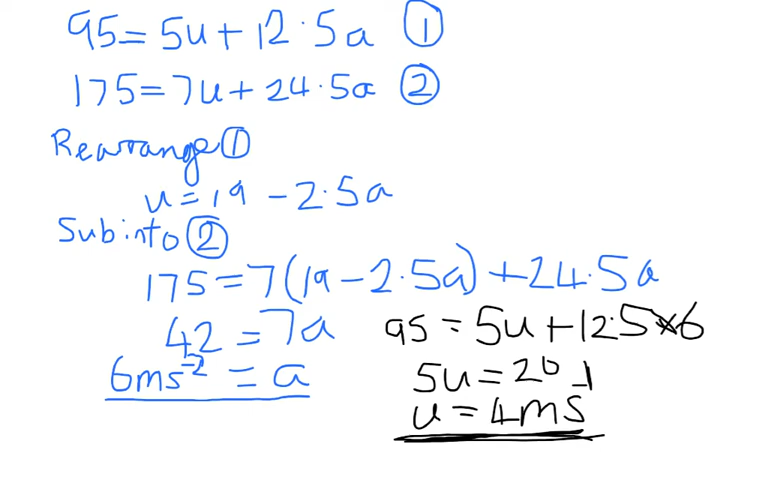 95 = 5u + 12.5a ①
175 = 7u + 24.5a ②
Rearrange ①
u = 19 - 2.5a
Sub into ②
175 = 7(19 - 2.5a) + 24.5a
42 = 7a
6ms⁻² = a
95 = 5u + 12.5 × 6
5u = 20
u = 4ms⁻¹